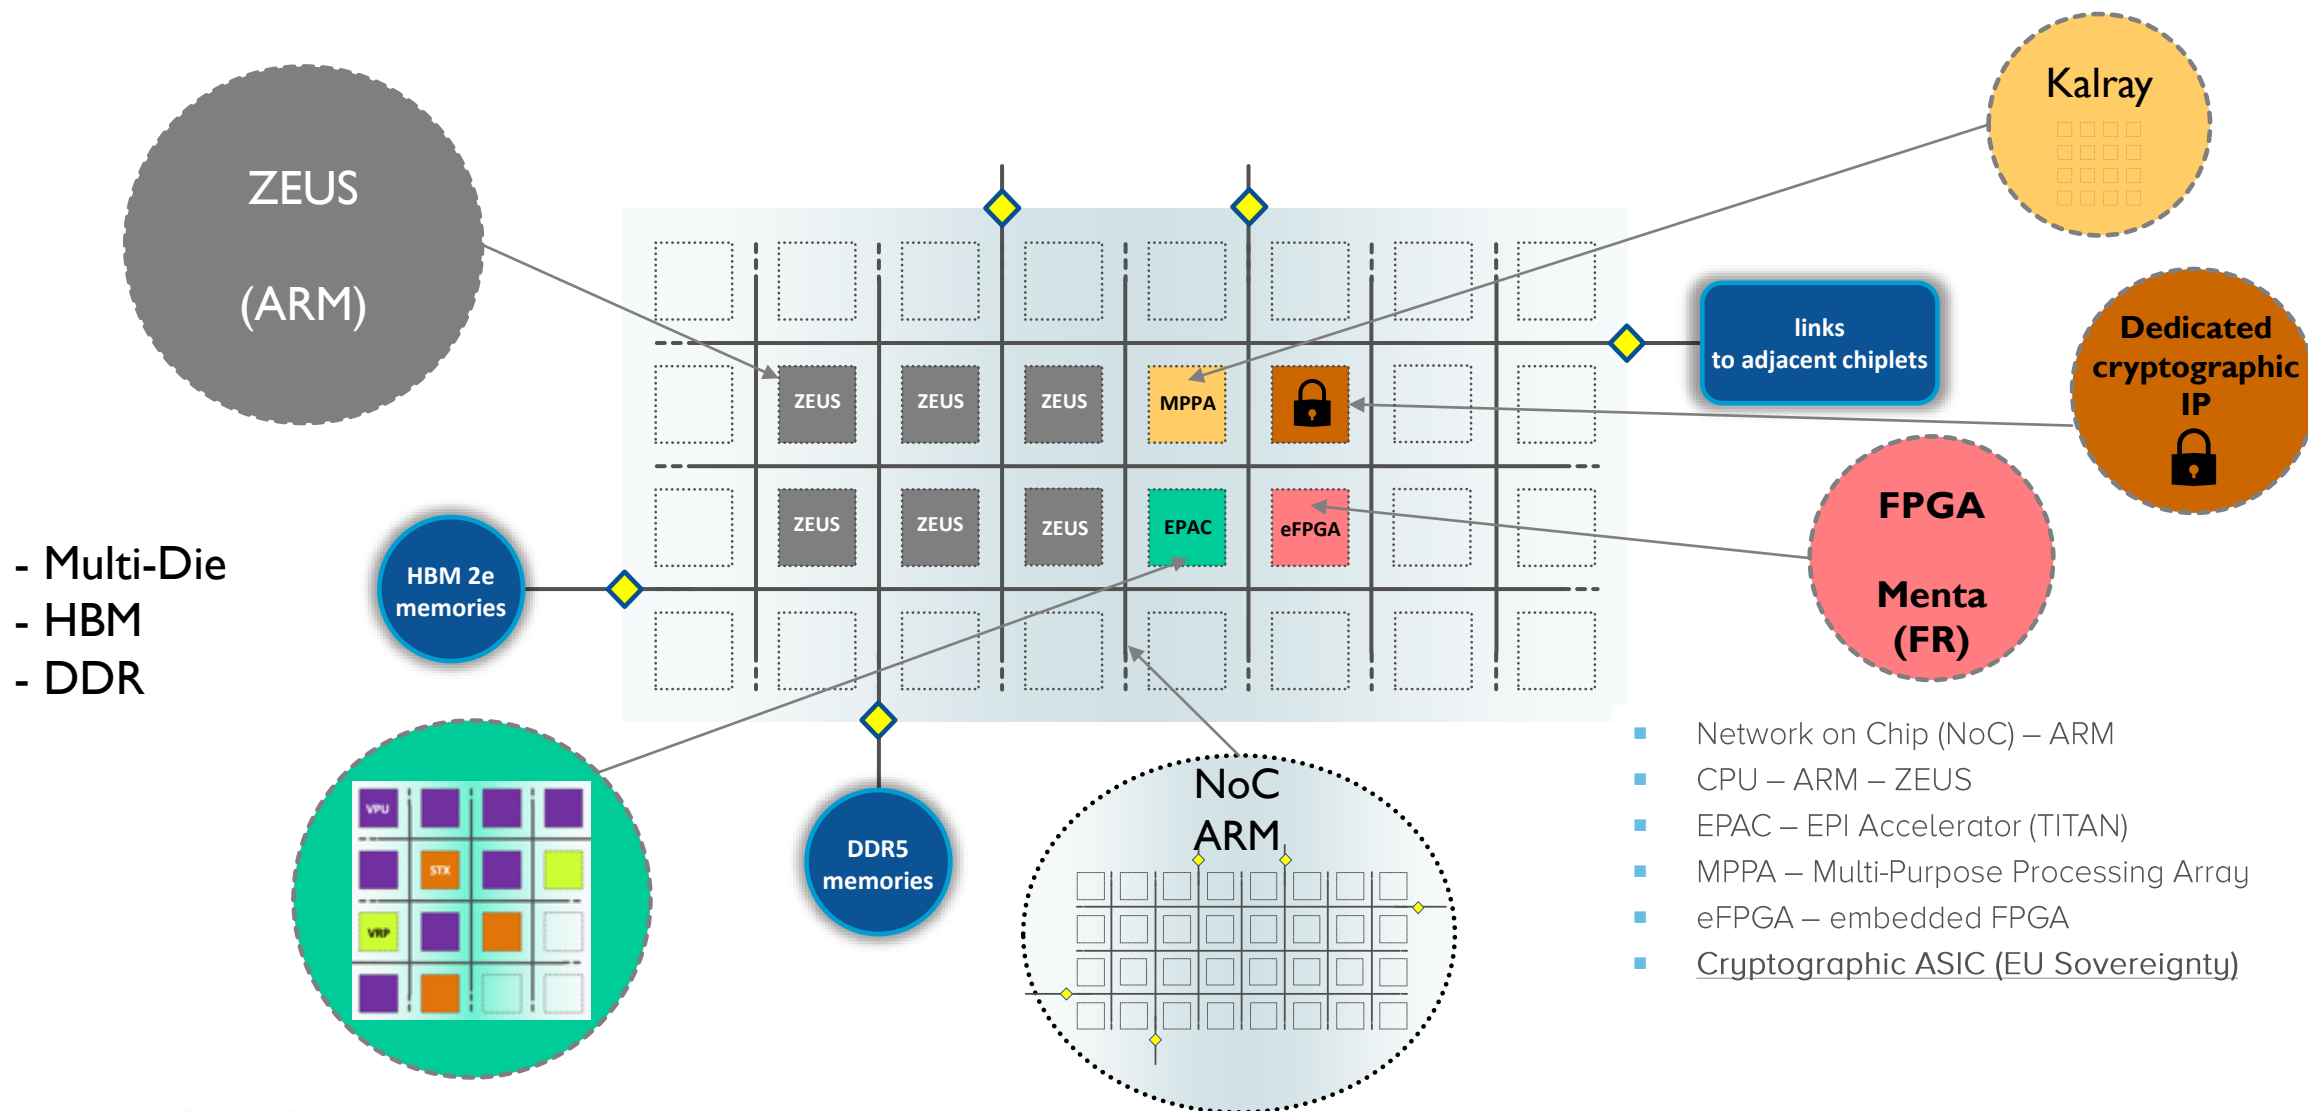 Kalray
ZEUS
(ARM)
links
to adjacent chiplets
Dedicated
cryptographic
IP
ZEUS
ZEUS
ZEUS
MPPA
ZEUS
ZEUS
ZEUS
EPAC
eFPGA
FPGA
Menta
(FR)
- Multi-Die
- HBM
- DDR
HBM 2e
memories
DDR5
memories
NoC
ARM
VPU
STX
VRP
Network on Chip (NoC) – ARM
CPU – ARM – ZEUS
EPAC – EPI Accelerator (TITAN)
MPPA – Multi-Purpose Processing Array
eFPGA – embedded FPGA
Cryptographic ASIC (EU Sovereignty)